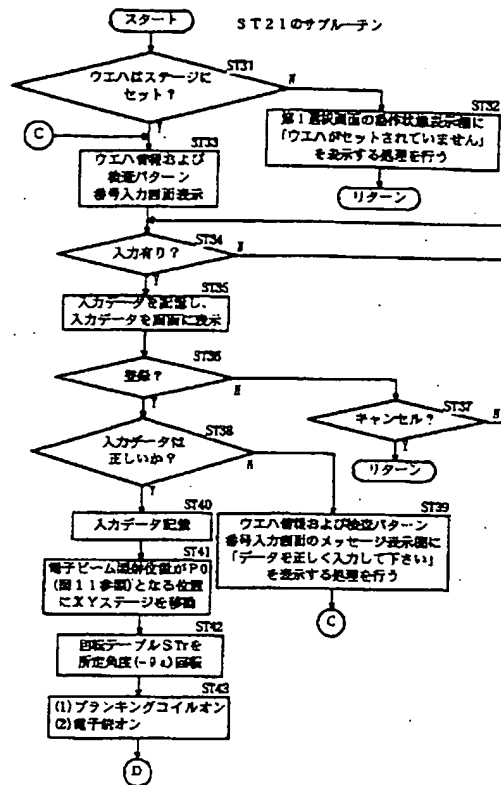 ST21のサブルーチン
スタート
ST31
ウエハはステージに
セット?
N
Y
ST32
第1選択画面の動作状態表示欄に
「ウエハがセットされていません」
を表示する処理を行う
リターン
C
ST33
ウエハ情報および
検査パターン
番号入力画面表示
ST34
入力有り?
N
Y
ST35
入力データを記憶し、
入力データを画面に表示
ST36
登録?
N
Y
ST37
キャンセル?
N
Y
リターン
ST38
入力データは
正しいか?
N
Y
ST39
ウエハ情報および検査パターン
番号入力画面のメッセージ表示面に
「データを正しく入力して下さい」
を表示する処理を行う
C
ST40
入力データ記憶
ST41
電子ビーム照射位置がP0
(図11参照)となる位置
にXYステージを移動
ST42
回転テーブルSTrを
所定角度 回転
ST43
(1)ブランキングコイルオン
(2)電子銃オン
D